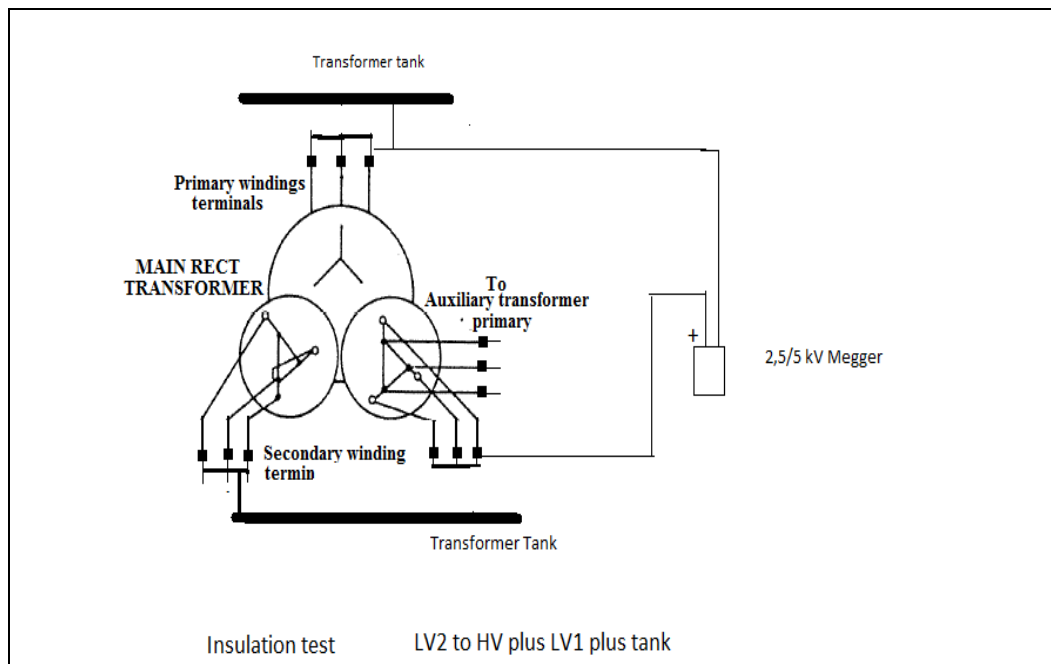 Transformer tank
Primary windings
terminals
MAIN RECT
TRANSFORMER
To
Auxiliary transformer
primary
+
2,5/5 kV Megger
Secondary winding
termin
Transformer Tank
Insulation test LV2 to HV plus LV1 plus tank